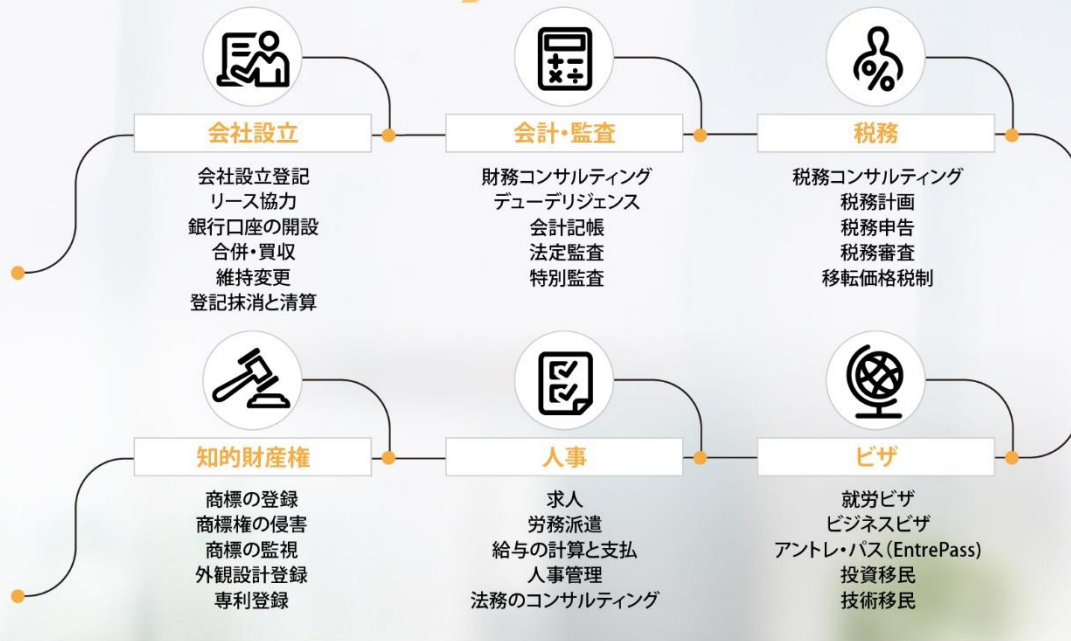 会社設立
会社設立登記
リース協力
銀行口座の開設
合併・買収
維持変更
登記抹消と清算
会計・監査
財務コンサルティング
デューデリジェンス
会計記帳
法定監査
特別監査
税務
税務コンサルティング
税務計画
税務申告
税務審査
移転価格税制
知的財産権
商標の登録
商標権の侵害
商標の監視
外観設計登録
専利登録
人事
求人
労務派遣
給与の計算と支払
人事管理
法務のコンサルティング
ビザ
就労ビザ
ビジネスビザ
アントレ・パス(EntrePass)
投資移民
技術移民